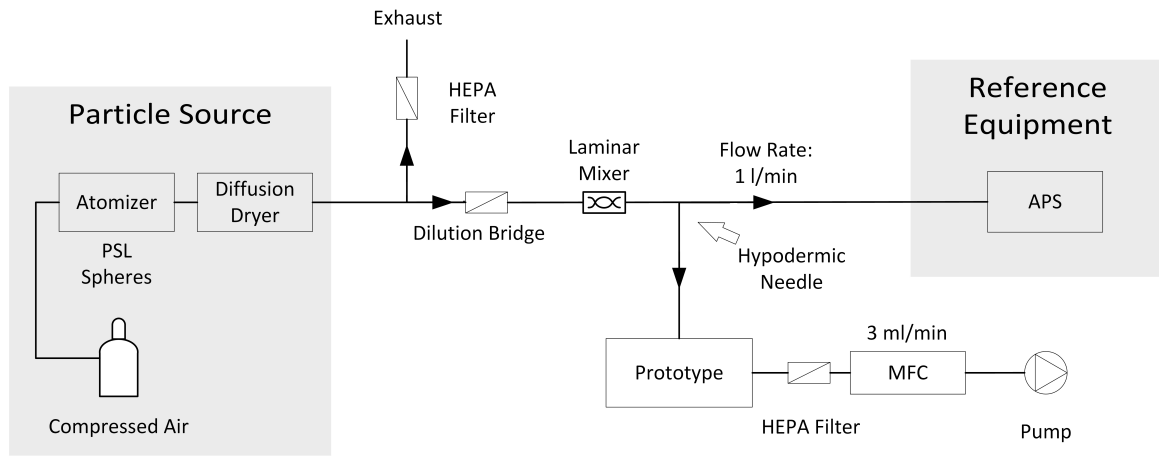 Exhaust
HEPA
Filter
Particle Source
Reference
Equipment
Laminar
Mixer
Flow Rate:
1 l/min
Atomizer
Diffusion
Dryer
APS
Dilution Bridge
PSL
Spheres
Hypodermic
Needle
3 ml/min
Prototype
MFC
Compressed Air
HEPA Filter
Pump